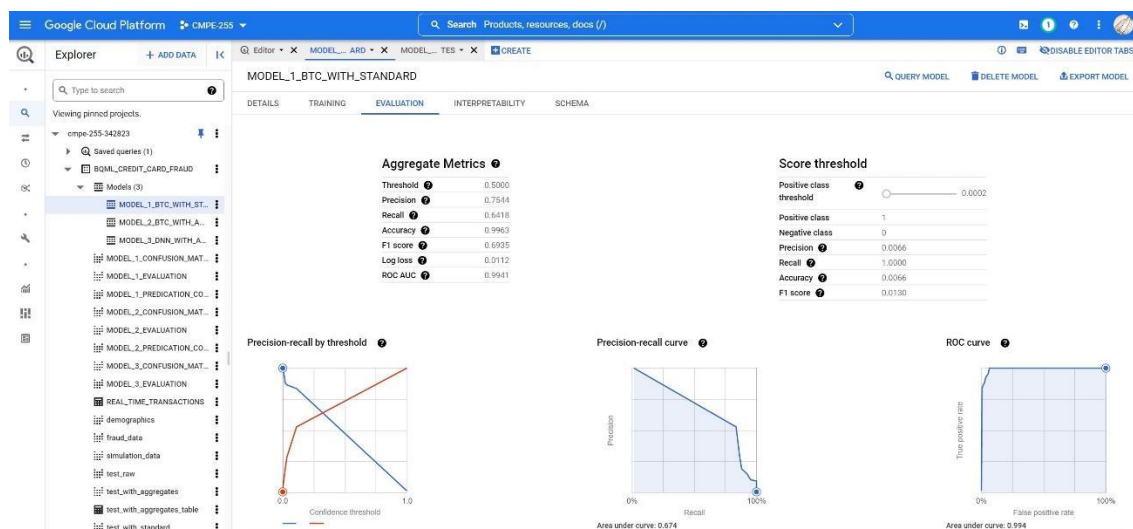 Google Cloud Platform CMPE-255
Search Products, resources, docs (/)
1
Explorer + ADD DATA
Editor MODEL_... ARD MODEL_... TES CREATE
DISABLE EDITOR TABS
Type to search
Viewing pinned projects.
cmpe-255-342823
Saved queries (1)
BQML_CREDIT_CARD_FRAUD
Models (3)
MODEL_1_BTC_WITH_ST...
MODEL_2_BTC_WITH_A...
MODEL_3_DNN_WITH_A...
MODEL_1_CONFUSION_MAT...
MODEL_1_EVALUATION
MODEL_1_PREDICATION_CO...
MODEL_2_CONFUSION_MAT...
MODEL_2_EVALUATION
MODEL_2_PREDICATION_CO...
MODEL_3_CONFUSION_MAT...
MODEL_3_EVALUATION
REAL_TIME_TRANSACTIONS
demographics
fraud_data
simulation_data
test_raw
test_with_aggregates
test_with_aggregates_table
test_with_standard
MODEL_1_BTC_WITH_STANDARD
QUERY MODEL DELETE MODEL EXPORT MODEL
DETAILS TRAINING EVALUATION INTERPRETABILITY SCHEMA
Aggregate Metrics
Threshold 0.5000
Precision 0.7544
Recall 0.6418
Accuracy 0.9963
F1 score 0.6935
Log loss 0.0112
ROC AUC 0.9941
Score threshold
Positive class threshold 0.0002
Positive class 1
Negative class 0
Precision 0.0066
Recall 1.0000
Accuracy 0.0066
F1 score 0.0130
Precision-recall by threshold
0.0 1.0
Confidence threshold
Precision-recall curve
Precision
0% 100%
Recall
Area under curve: 0.674
ROC curve
True positive rate
0% 100%
False positive rate
Area under curve: 0.994